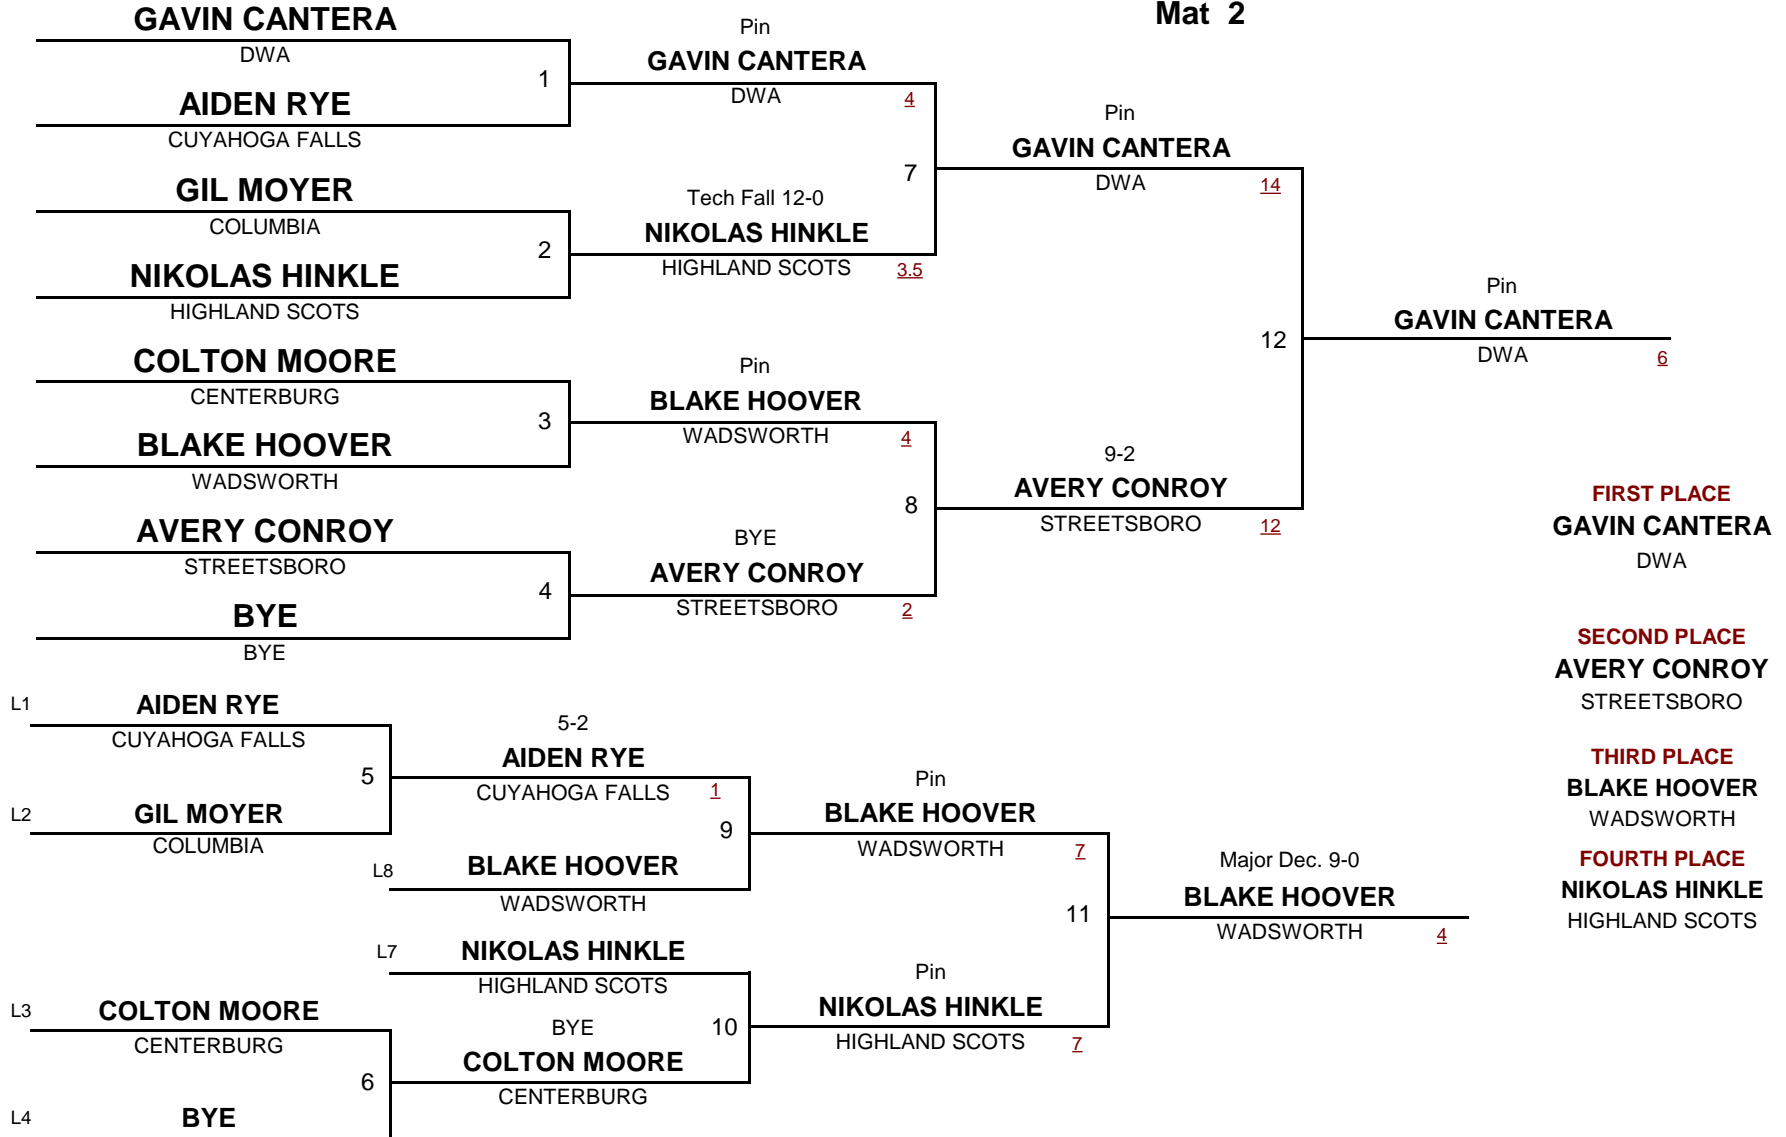 Mat 2
GAVIN CANTERA
DWA
1
AIDEN RYE
CUYAHOGA FALLS
GIL MOYER
COLUMBIA
2
NIKOLAS HINKLE
HIGHLAND SCOTS
COLTON MOORE
CENTERBURG
3
BLAKE HOOVER
WADSWORTH
AVERY CONROY
STREETSBORO
4
BYE
BYE
Pin
GAVIN CANTERA
DWA 4
7
Tech Fall 12-0
NIKOLAS HINKLE
HIGHLAND SCOTS 3.5
Pin
BLAKE HOOVER
WADSWORTH 4
8
BYE
AVERY CONROY
STREETSBORO 2
Pin
GAVIN CANTERA
DWA 14
12
9-2
AVERY CONROY
STREETSBORO 12
Pin
GAVIN CANTERA
DWA 6
FIRST PLACE
GAVIN CANTERA
DWA
SECOND PLACE
AVERY CONROY
STREETSBORO
THIRD PLACE
BLAKE HOOVER
WADSWORTH
FOURTH PLACE
NIKOLAS HINKLE
HIGHLAND SCOTS
L1 AIDEN RYE
CUYAHOGA FALLS
5
L2 GIL MOYER
COLUMBIA
L3 COLTON MOORE
CENTERBURG
6
L4 BYE
5-2
AIDEN RYE
CUYAHOGA FALLS 1
9
L8 BLAKE HOOVER
WADSWORTH
L7 NIKOLAS HINKLE
HIGHLAND SCOTS
BYE 10
COLTON MOORE
CENTERBURG
Pin
BLAKE HOOVER
WADSWORTH 7
11
Pin
NIKOLAS HINKLE
HIGHLAND SCOTS 7
Major Dec. 9-0
BLAKE HOOVER
WADSWORTH 4